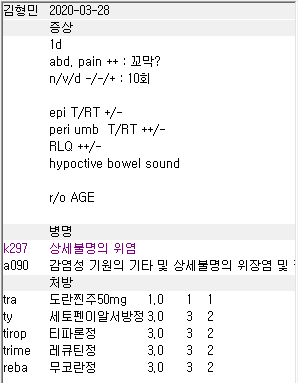 김형민 2020-03-28
증상
1d
abd, pain ++ : 꼬막?
n/v/d -/-/+ : 10회
epi T/RT +/-
peri umb T/RT ++/-
RLQ ++/-
hypoctive bowel sound
r/o AGE
병명
k297 상세불명의 위염
a090 감염성 기원의 기타 및 상세불명의 위장염 및
처방
tra 도란찐주50mg 1,0 1 1
ty 세토펜이알서방정 3,0 3 2
tirop 티파론정 3,0 3 2
trime 레큐틴정 3,0 3 2
reba 무코란정 3,0 3 2